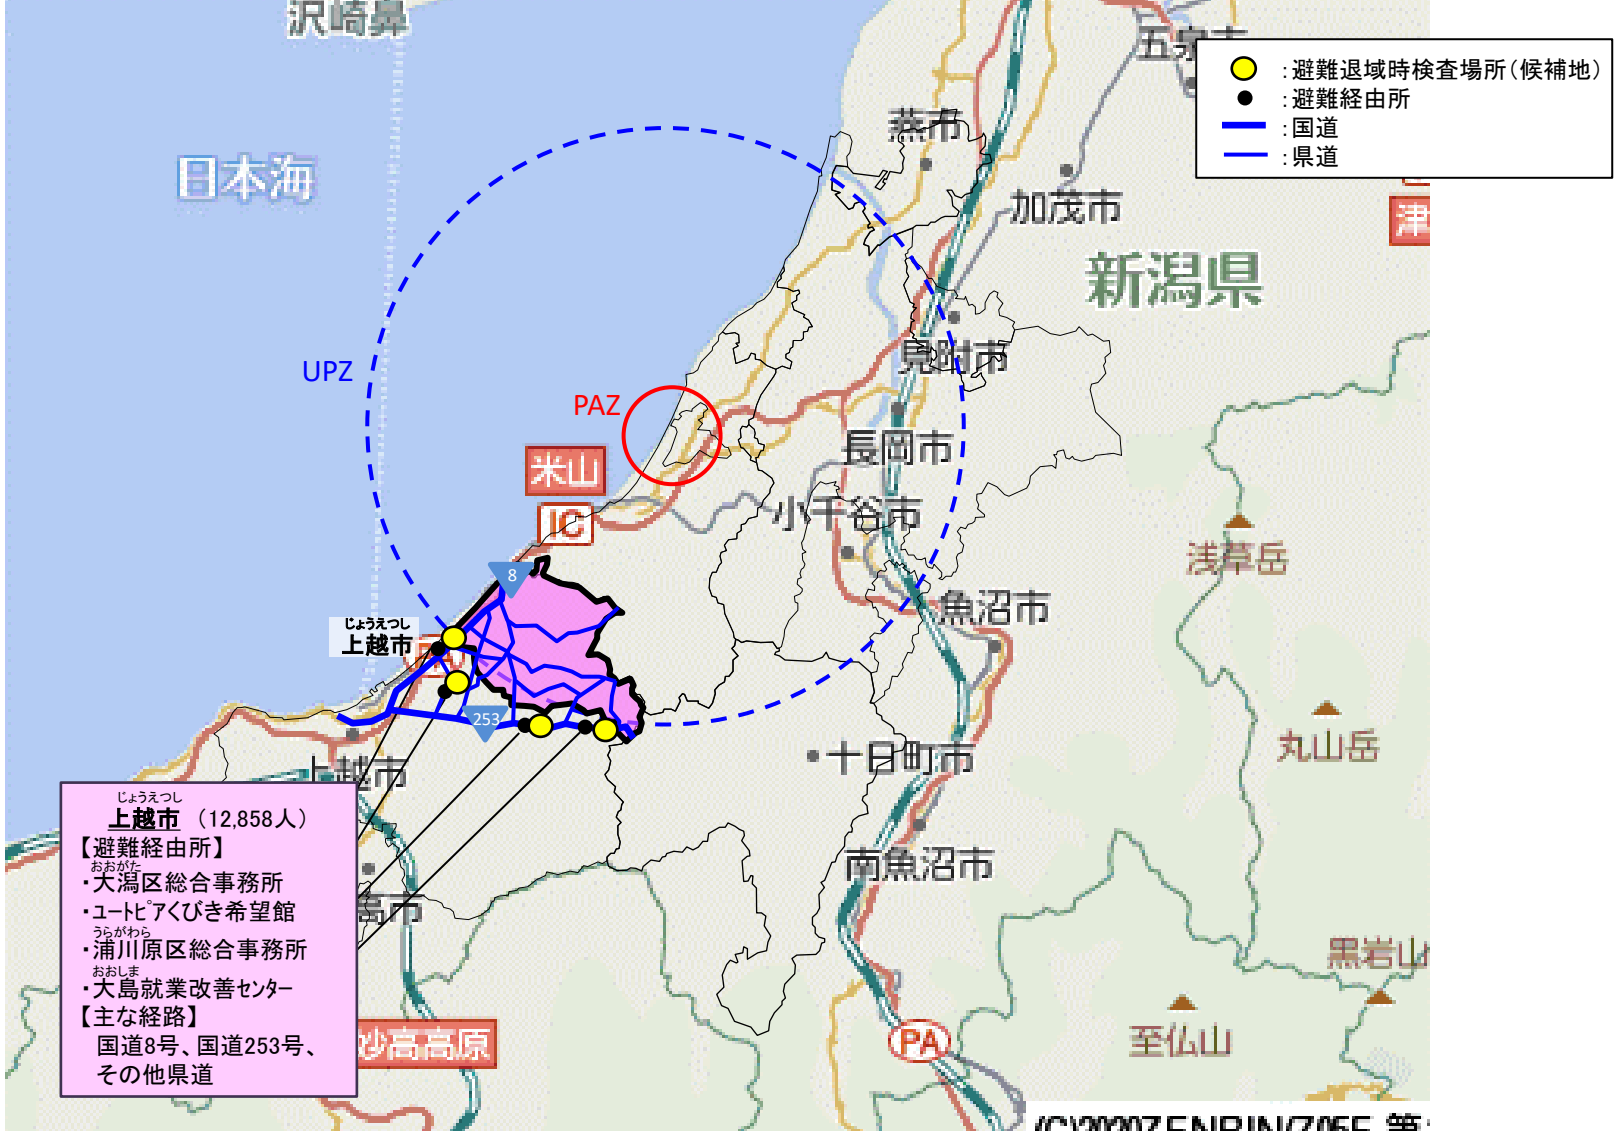 沢崎鼻
五泉市
：避難退域時検査場所（候補地）
：避難経由所
：国道
：県道
燕市
日本海
加茂市
津
新潟県
見附市
UPZ
PAZ
長岡市
米山
IC
小千谷市
浅草岳
8
魚沼市
じょうえつし
上越市
253
丸山岳
十日町市
上越市
じょうえつし
上越市 （12,858人）
【避難経由所】
おおがた
・大潟区総合事務所
・ユートピアくびき希望館
うらがわら
・浦川原区総合事務所
おおしま
・大島就業改善センター
【主な経路】
国道8号、国道253号、
その他県道
南魚沼市
高市
黒岩山
妙高高原
PA
至仏山